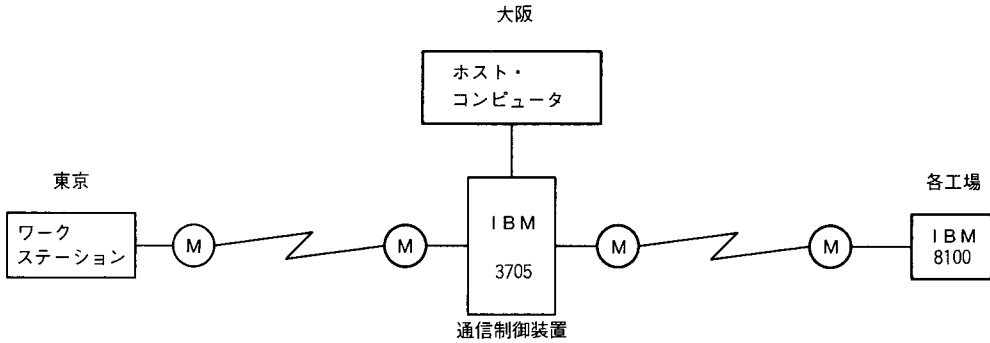 大阪
ホスト・
コンピュータ
東京
ワーク
ステーション
M
M
IBM
3705
通信制御装置
M
M
各工場
IBM
8100